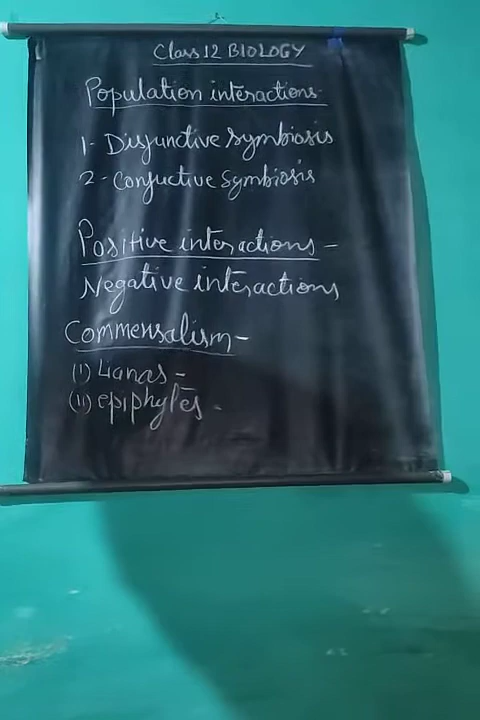 Class 12 BIOLOGY
Population interactions-
1- Disjunctive Symbiosis
2- Conjuctive Symbiosis
Positive interactions-
Negative interactions
Commensalism-
(i) Lianas-
(ii) epiphytes-